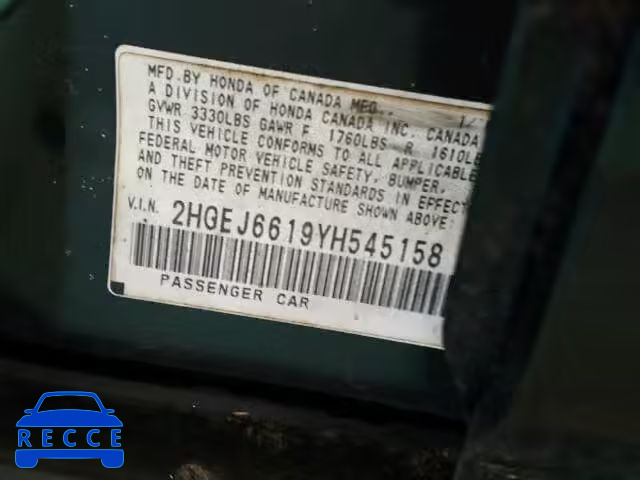 MFD.BY HONDA OF CANADA MFG.
A DIVISION OF HONDA CANADA INC. CANADA
GVWR 3330LBS GAWR F 1760LBS R 1610LB
THIS VEHICLE CONFORMS TO ALL APPLICABLE
FEDERAL MOTOR VEHICLE SAFETY, BUMPER,
AND THEFT PREVENTION STANDARDS IN EFFECT
ON THE DATE OF MANUFACTURE SHOWN ABOVE.
V.I.N. 2HGEJ6619YH545158
PASSENGER CAR
RECCE